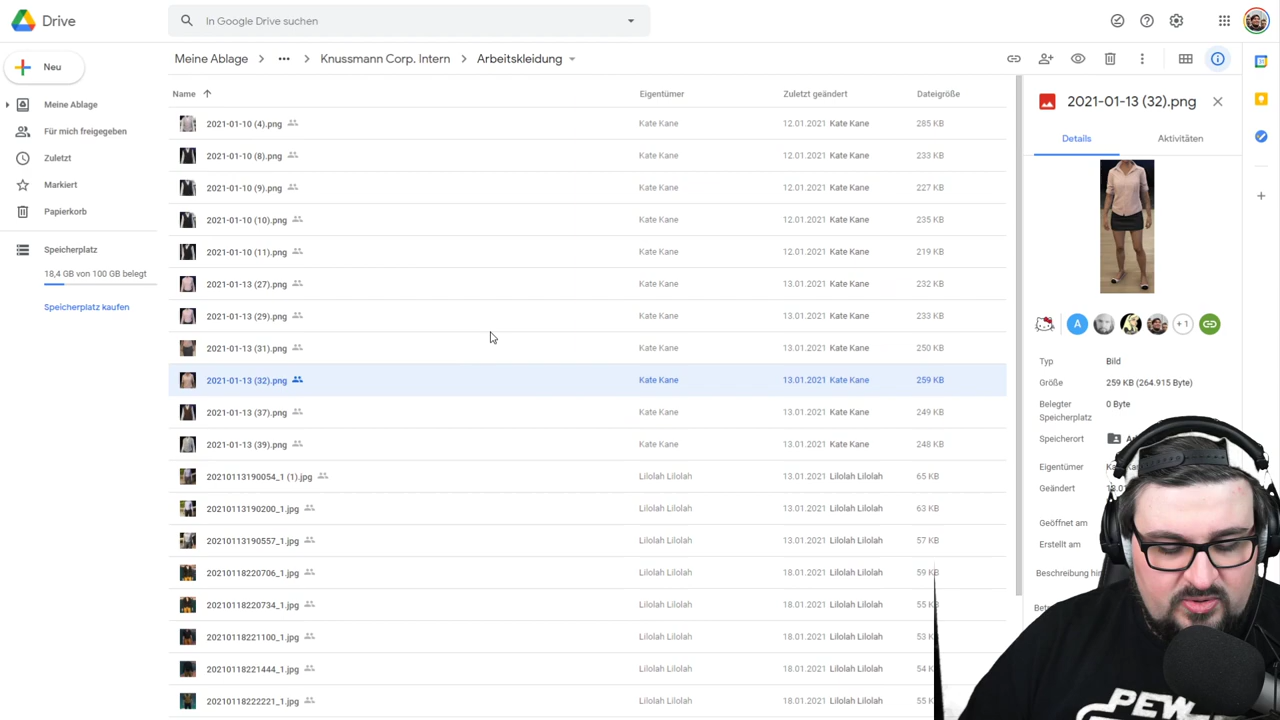 Drive
In Google Drive suchen
Neu
Meine Ablage
Für mich freigegeben
Zuletzt
Markiert
Papierkorb
Speicherplatz
18,4 GB von 100 GB belegt
Speicherplatz kaufen
Meine Ablage > ··· > Knussmann Corp. Intern > Arbeitskleidung
Name Eigentümer Zuletzt geändert Dateigröße
2021-01-10 (4).png Kate Kane 12.01.2021 Kate Kane 285 KB
2021-01-10 (8).png Kate Kane 12.01.2021 Kate Kane 233 KB
2021-01-10 (9).png Kate Kane 12.01.2021 Kate Kane 227 KB
2021-01-10 (10).png Kate Kane 12.01.2021 Kate Kane 235 KB
2021-01-10 (11).png Kate Kane 12.01.2021 Kate Kane 219 KB
2021-01-13 (27).png Kate Kane 13.01.2021 Kate Kane 232 KB
2021-01-13 (29).png Kate Kane 13.01.2021 Kate Kane 233 KB
2021-01-13 (31).png Kate Kane 13.01.2021 Kate Kane 250 KB
2021-01-13 (32).png Kate Kane 13.01.2021 Kate Kane 259 KB
2021-01-13 (37).png Kate Kane 13.01.2021 Kate Kane 249 KB
2021-01-13 (39).png Kate Kane 13.01.2021 Kate Kane 248 KB
20210113190054_1 (1).jpg Lilolah Lilolah 13.01.2021 Lilolah Lilolah 65 KB
20210113190200_1.jpg Lilolah Lilolah 13.01.2021 Lilolah Lilolah 63 KB
20210113190557_1.jpg Lilolah Lilolah 13.01.2021 Lilolah Lilolah 57 KB
20210118220706_1.jpg Lilolah Lilolah 18.01.2021 Lilolah Lilolah 59 KB
20210118220734_1.jpg Lilolah Lilolah 18.01.2021 Lilolah Lilolah 55 KB
20210118221100_1.jpg Lilolah Lilolah 18.01.2021 Lilolah Lilolah 53 KB
20210118221444_1.jpg Lilolah Lilolah 18.01.2021 Lilolah Lilolah 54 K
20210118222221_1.jpg Lilolah Lilolah 18.01.2021 Lilolah Lilolah 55 K
2021-01-13 (32).png
Details Aktivitäten
A + 1
Typ Bild
Größe 259 KB (264.915 Byte)
Belegter 0 Byte
Speicherplatz
Speicherort
Eigentümer
Geändert
Geöffnet am
Erstellt am
Beschreibung
PEW